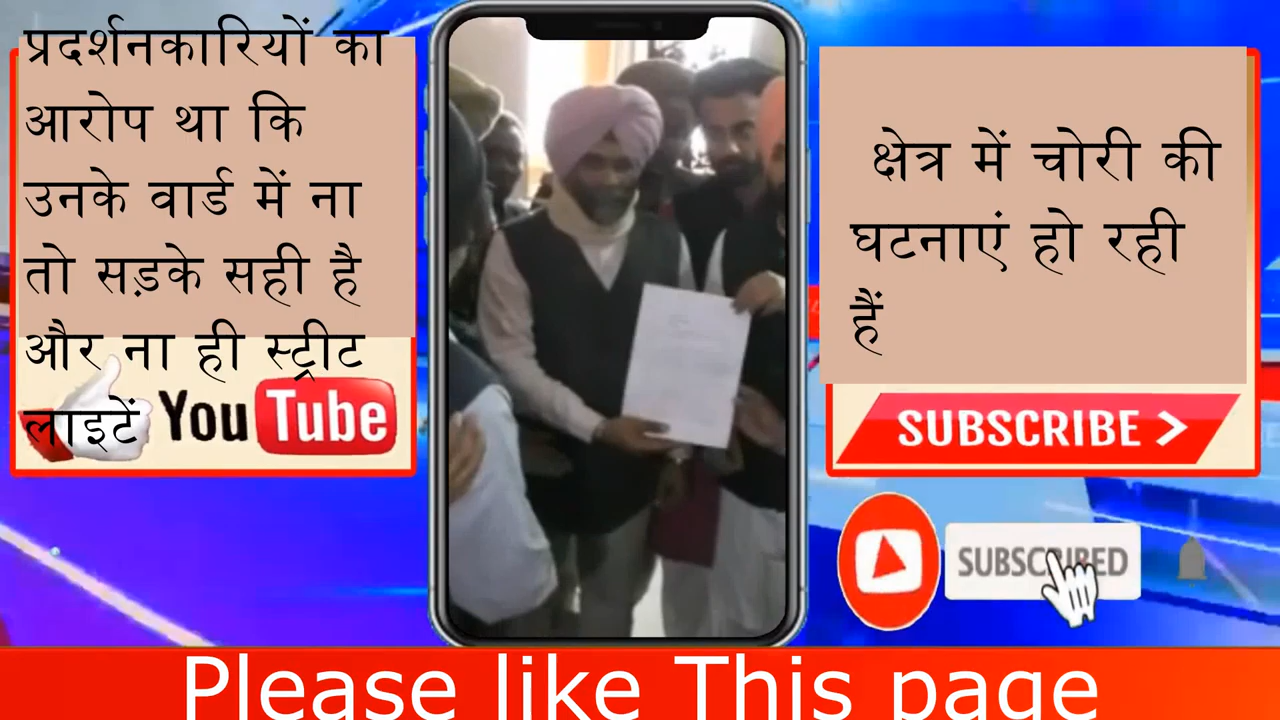 प्रदर्शनकारियों का
आरोप था कि
उनके वार्ड में ना
तो सड़के सही है
और ना ही स्ट्रीट
लाइटें
YouTube
क्षेत्र में चोरी की
घटनाएं हो रही
हैं
SUBSCRIBE >
SUBSCRIBED
Please like This page